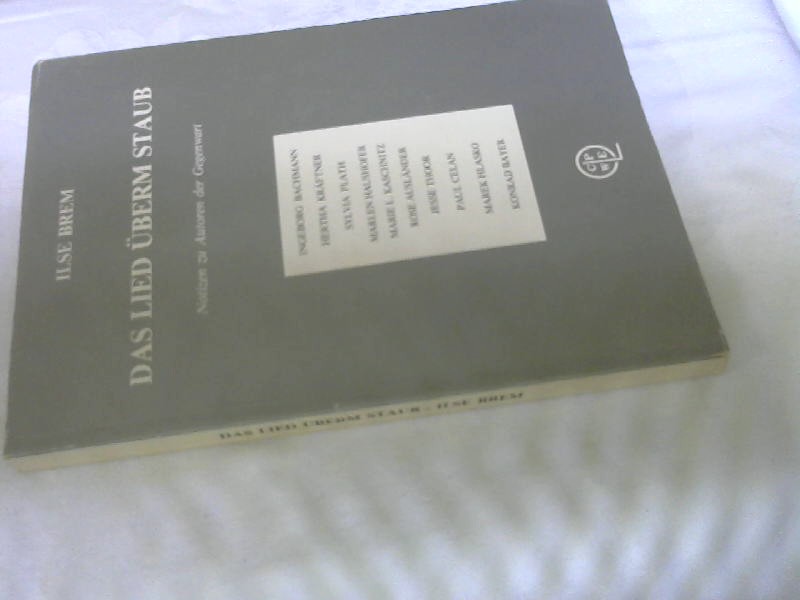 ILSE BREM
DAS LIED ÜBERM STAUB
Notizen zu Autoren der Gegenwart
INGEBORG BACHMANN
HERTHA KRÄFTNER
SYLVIA PLATH
MARLEN HAUSHOFER
MARIE L. KASCHNITZ
ROSE AUSLÄNDER
JESSE THOOR
PAUL CELAN
MAREK HLASKO
KONRAD BAYER
DAS LIED ÜBERM STAUB - ILSE BREM